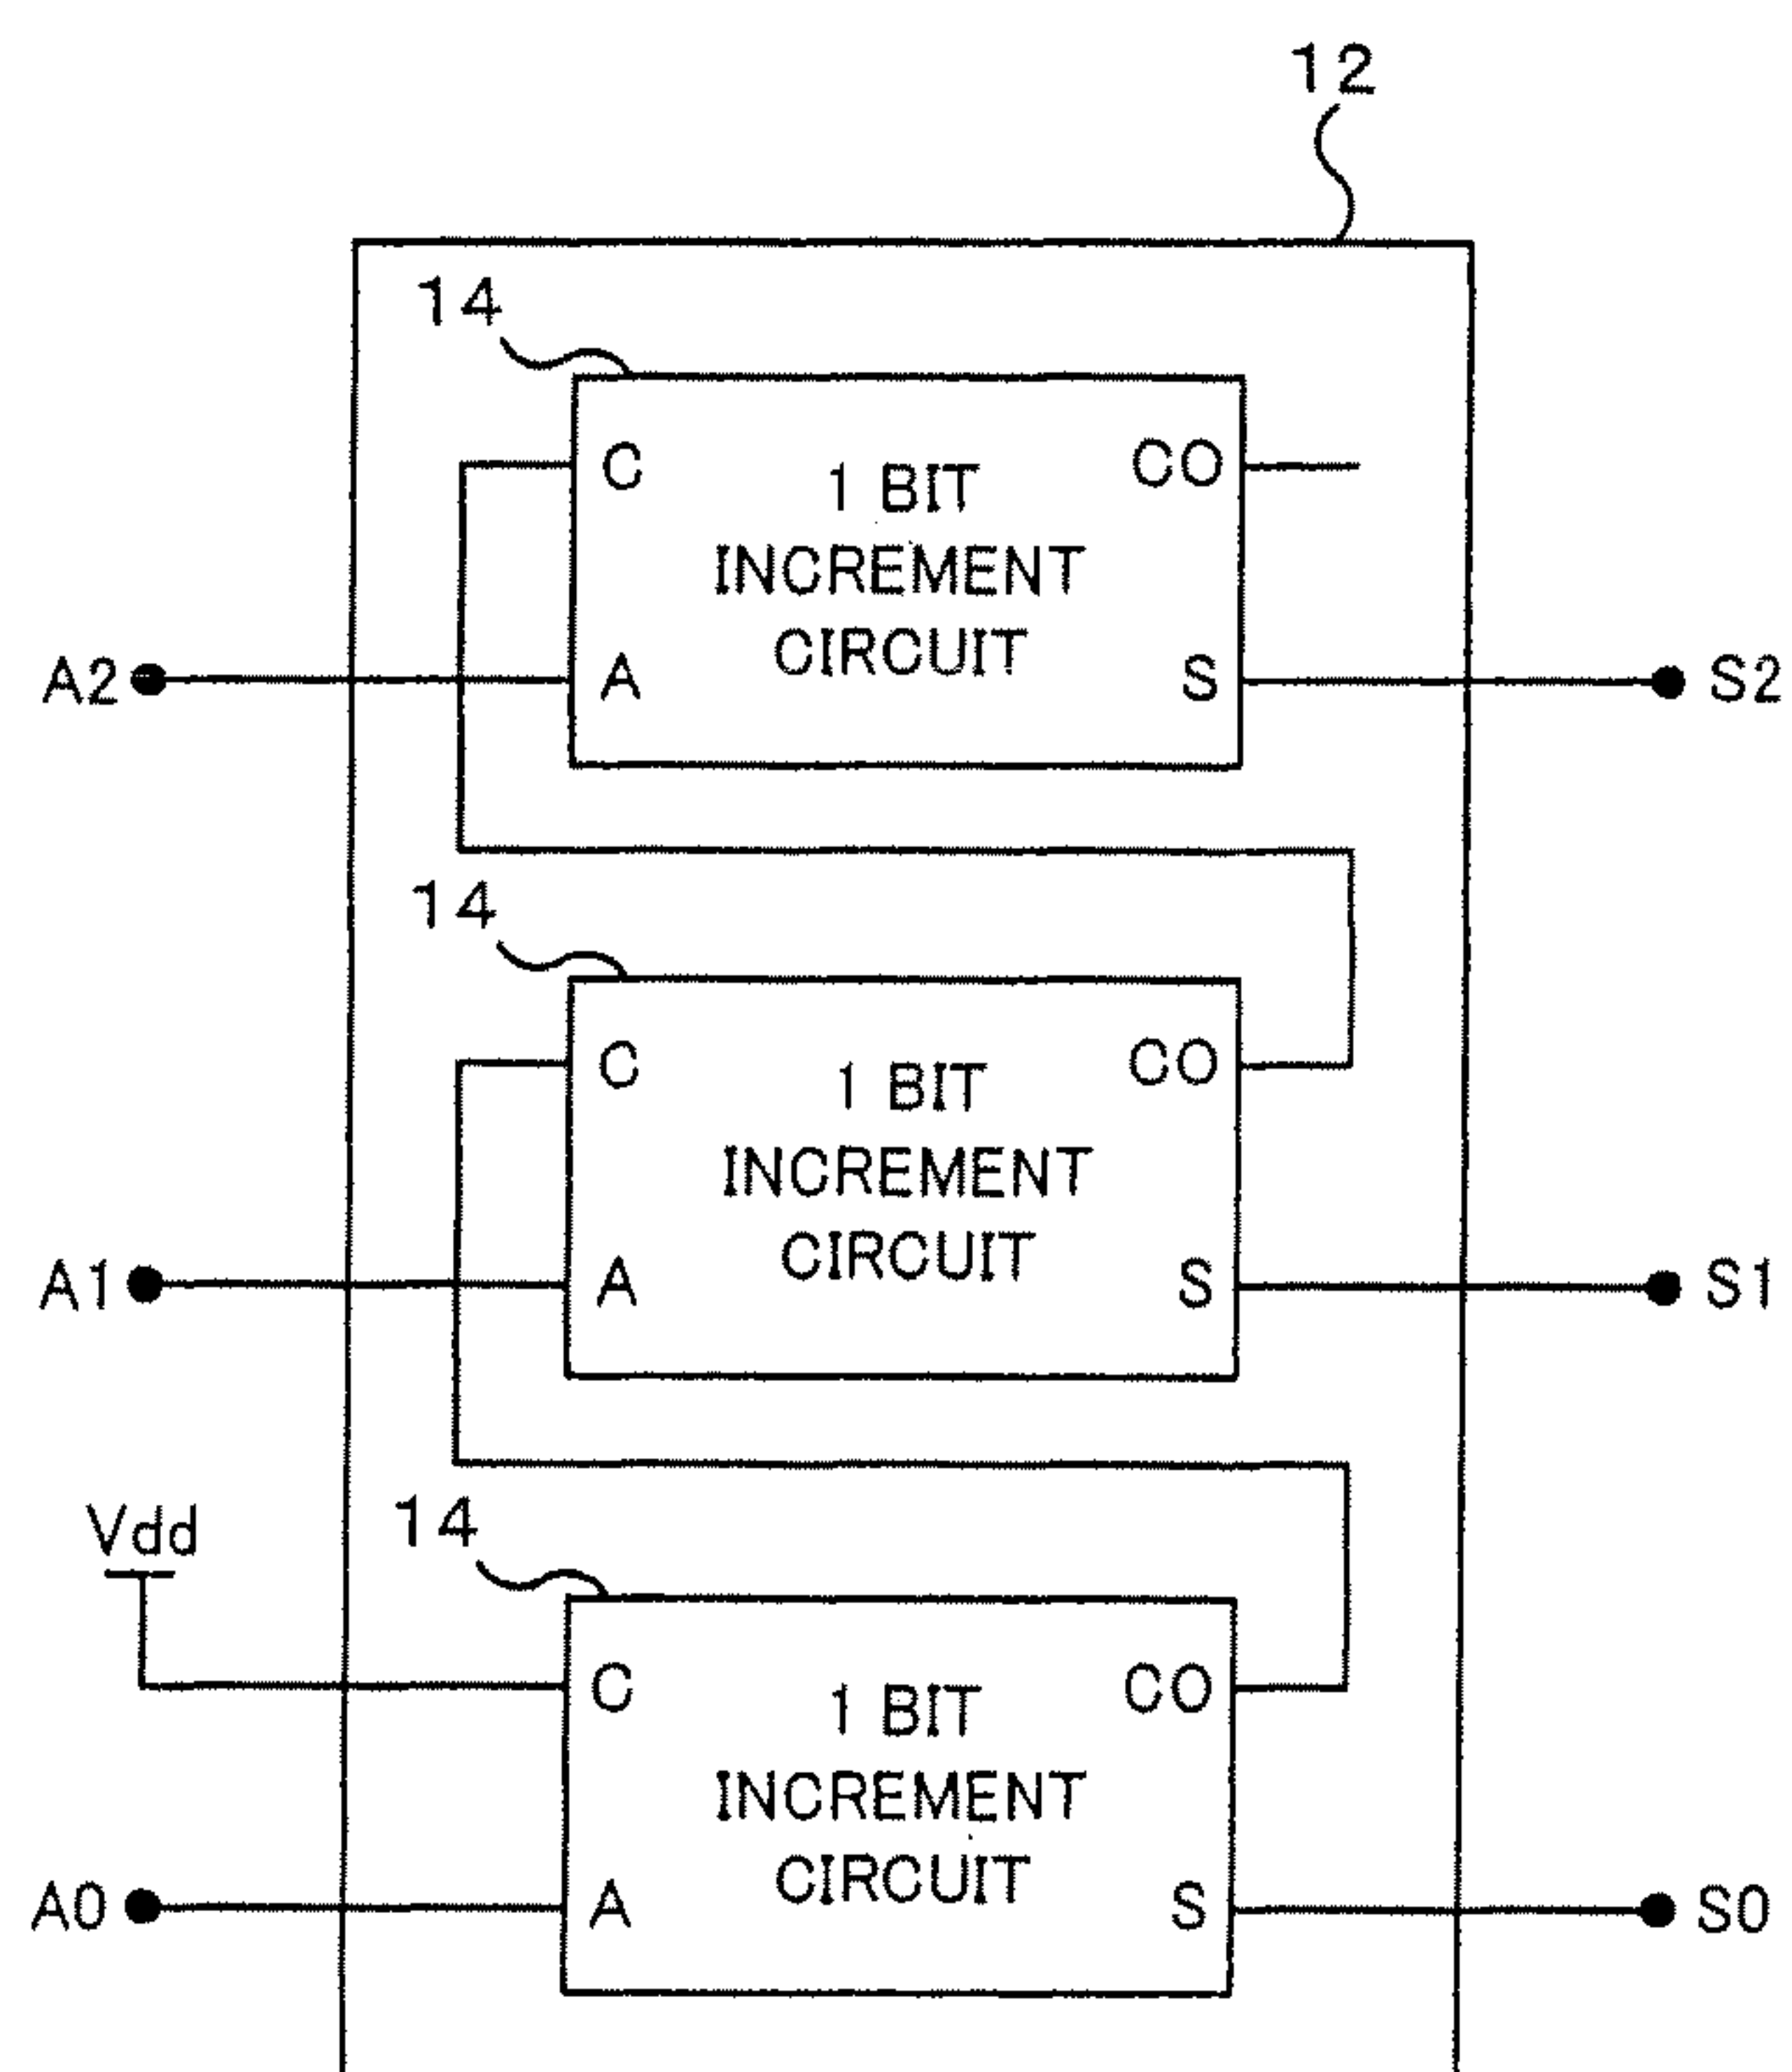 12
14
C
CO
1 BIT
INCREMENT
CIRCUIT
A2
A
S
S2
14
C
CO
1 BIT
INCREMENT
CIRCUIT
A1
A
S
S1
Vdd
14
C
CO
1 BIT
INCREMENT
CIRCUIT
A0
A
S
S0